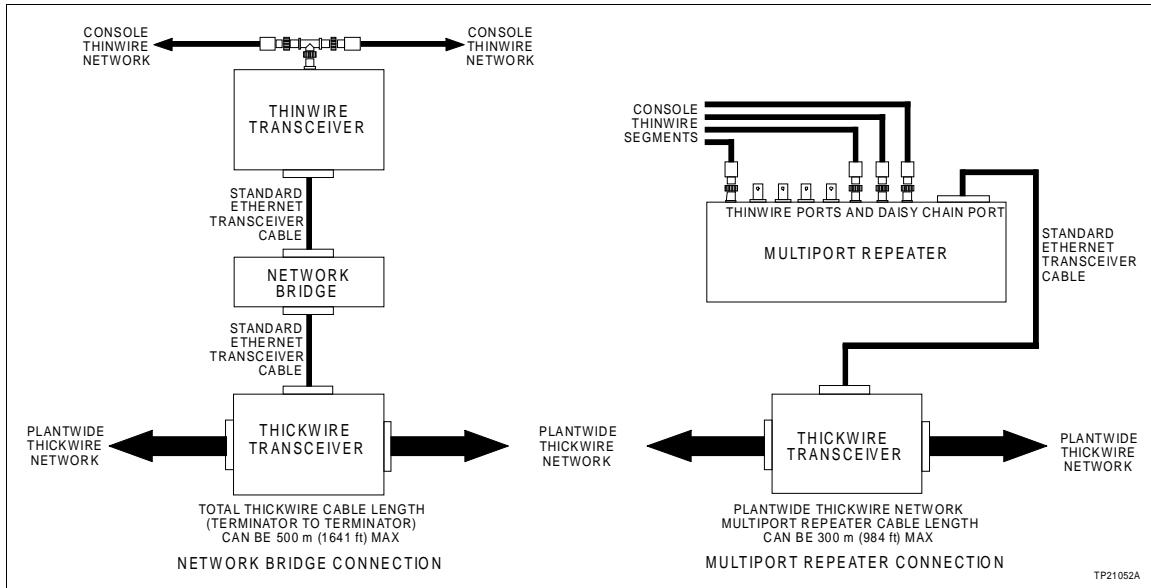 CONSOLE
THINWIRE
NETWORK
CONSOLE
THINWIRE
NETWORK
THINWIRE
TRANSCEIVER
STANDARD
ETHERNET
TRANSCEIVER
CABLE
NETWORK
BRIDGE
STANDARD
ETHERNET
TRANSCEIVER
CABLE
PLANTWIDE
THICKWIRE
NETWORK
THICKWIRE
TRANSCEIVER
PLANTWIDE
THICKWIRE
NETWORK
TOTAL THICKWIRE CABLE LENGTH
(TERMINATOR TO TERMINATOR)
CAN BE 500 m (1641 ft) MAX
NETWORK BRIDGE CONNECTION
CONSOLE
THINWIRE
SEGMENTS
THINWIRE PORTS AND DAISY CHAIN PORT
MULTIPORT REPEATER
STANDARD
ETHERNET
TRANSCEIVER
CABLE
THICKWIRE
TRANSCEIVER
PLANTWIDE
THICKWIRE
NETWORK
PLANTWIDE THICKWIRE NETWORK
MULTIPORT REPEATER CABLE LENGTH
CAN BE 300 m (984 ft) MAX
MULTIPORT REPEATER CONNECTION
TP21052A